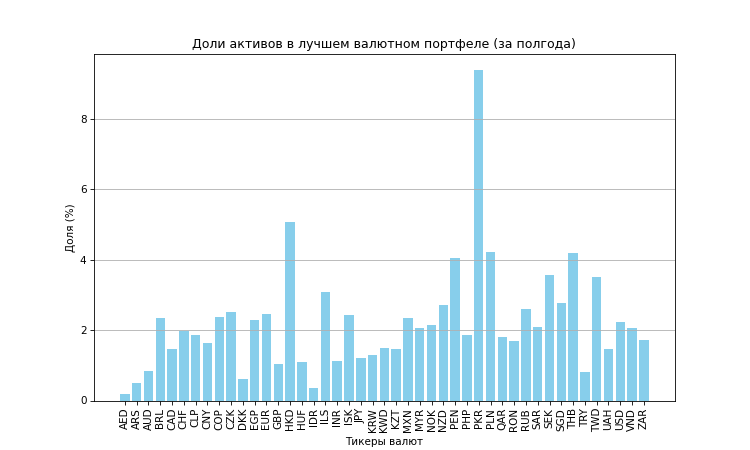 Доли активов в лучшем валютном портфеле (за полгода)
Доля (%)
8
6
4
2
0
AED ARS AUD BRL CAD CHF CLP CNY COP CZK DKK EGP EUR GBP HKD HUF IDR ILS INR ISK JPY KRW KWD KZT MXN MYR NOK NZD PEN PHP PKR PLN QAR RON RUB SAR SEK SGD THB TRY TWD UAH USD VND ZAR
Тикеры валют